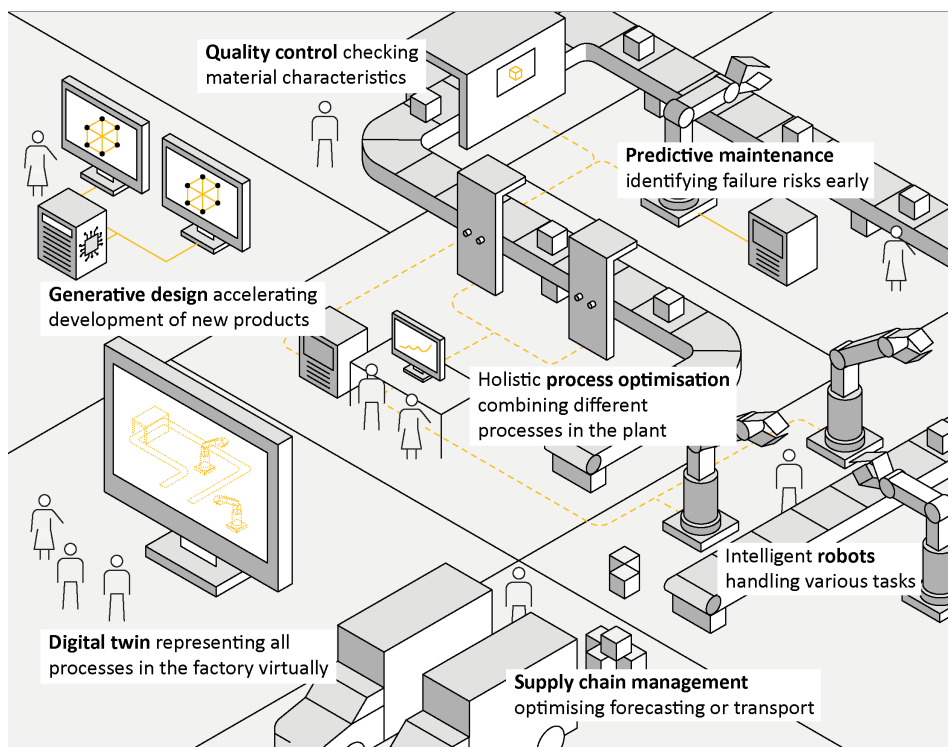 Quality control checking
material characteristics
Predictive maintenance
identifying failure risks early
Generative design accelerating
development of new products
Holistic process optimisation
combining different
processes in the plant
Intelligent robots
handling various tasks
Digital twin representing all
processes in the factory virtually
Supply chain management
optimising forecasting or transport